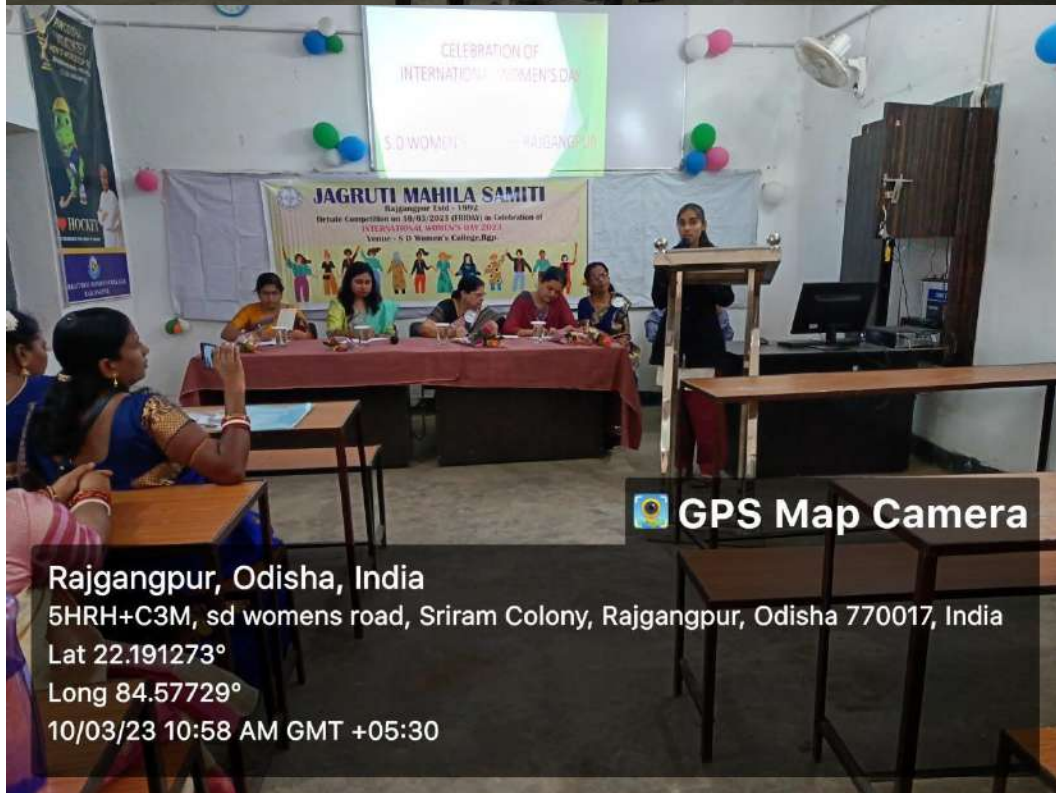 CELEBRATION OF
INTERNATIONAL WOMEN'S DAY
S.D WOMEN'S RAJGANGPUR
JAGRUTI MAHILA SAMITI
Rajgangpur Estd - 1992
Debate Competition on 10/03/2023 (FRIDAY) in Celebration of
INTERNATIONAL WOMEN'S DAY 2023
Venue - S D Women's College, Rgp.
HOCKEY
GPS Map Camera
Rajgangpur, Odisha, India
5HRH+C3M, sd womens road, Sriram Colony, Rajgangpur, Odisha 770017, India
Lat 22.191273°
Long 84.57729°
10/03/23 10:58 AM GMT +05:30